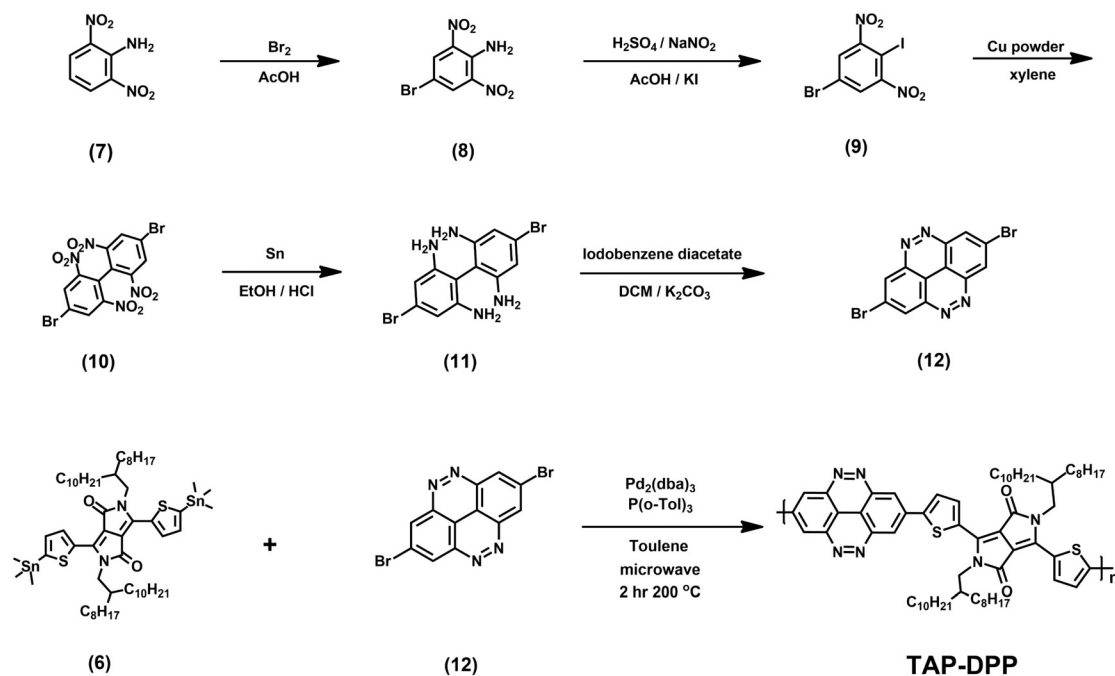 NO₂
NH₂
NO₂
(7)
Br₂
AcOH
NO₂
NH₂
Br
NO₂
(8)
H₂SO₄ / NaNO₂
AcOH / KI
NO₂
I
Br
NO₂
(9)
Cu powder
xylene
Br
O₂N
O₂N
NO₂
NO₂
Br
(10)
Sn
EtOH / HCl
Br
H₂N
H₂N
NH₂
NH₂
Br
(11)
Iodobenzene diacetate
DCM / K₂CO₃
N=N
Br
Br
N=N
(12)
C₈H₁₇
C₁₀H₂₁
O
N
S
Sn
Sn
S
N
O
C₁₀H₂₁
C₈H₁₇
(6)
+
N=N
Br
Br
N=N
(12)
Pd₂(dba)₃
P(o-Tol)₃
Toulene
microwave
2 hr 200 °C
C₁₀H₂₁
C₈H₁₇
N=N
O
N
S
S
N=N
N
O
n
C₁₀H₂₁
C₈H₁₇
TAP-DPP